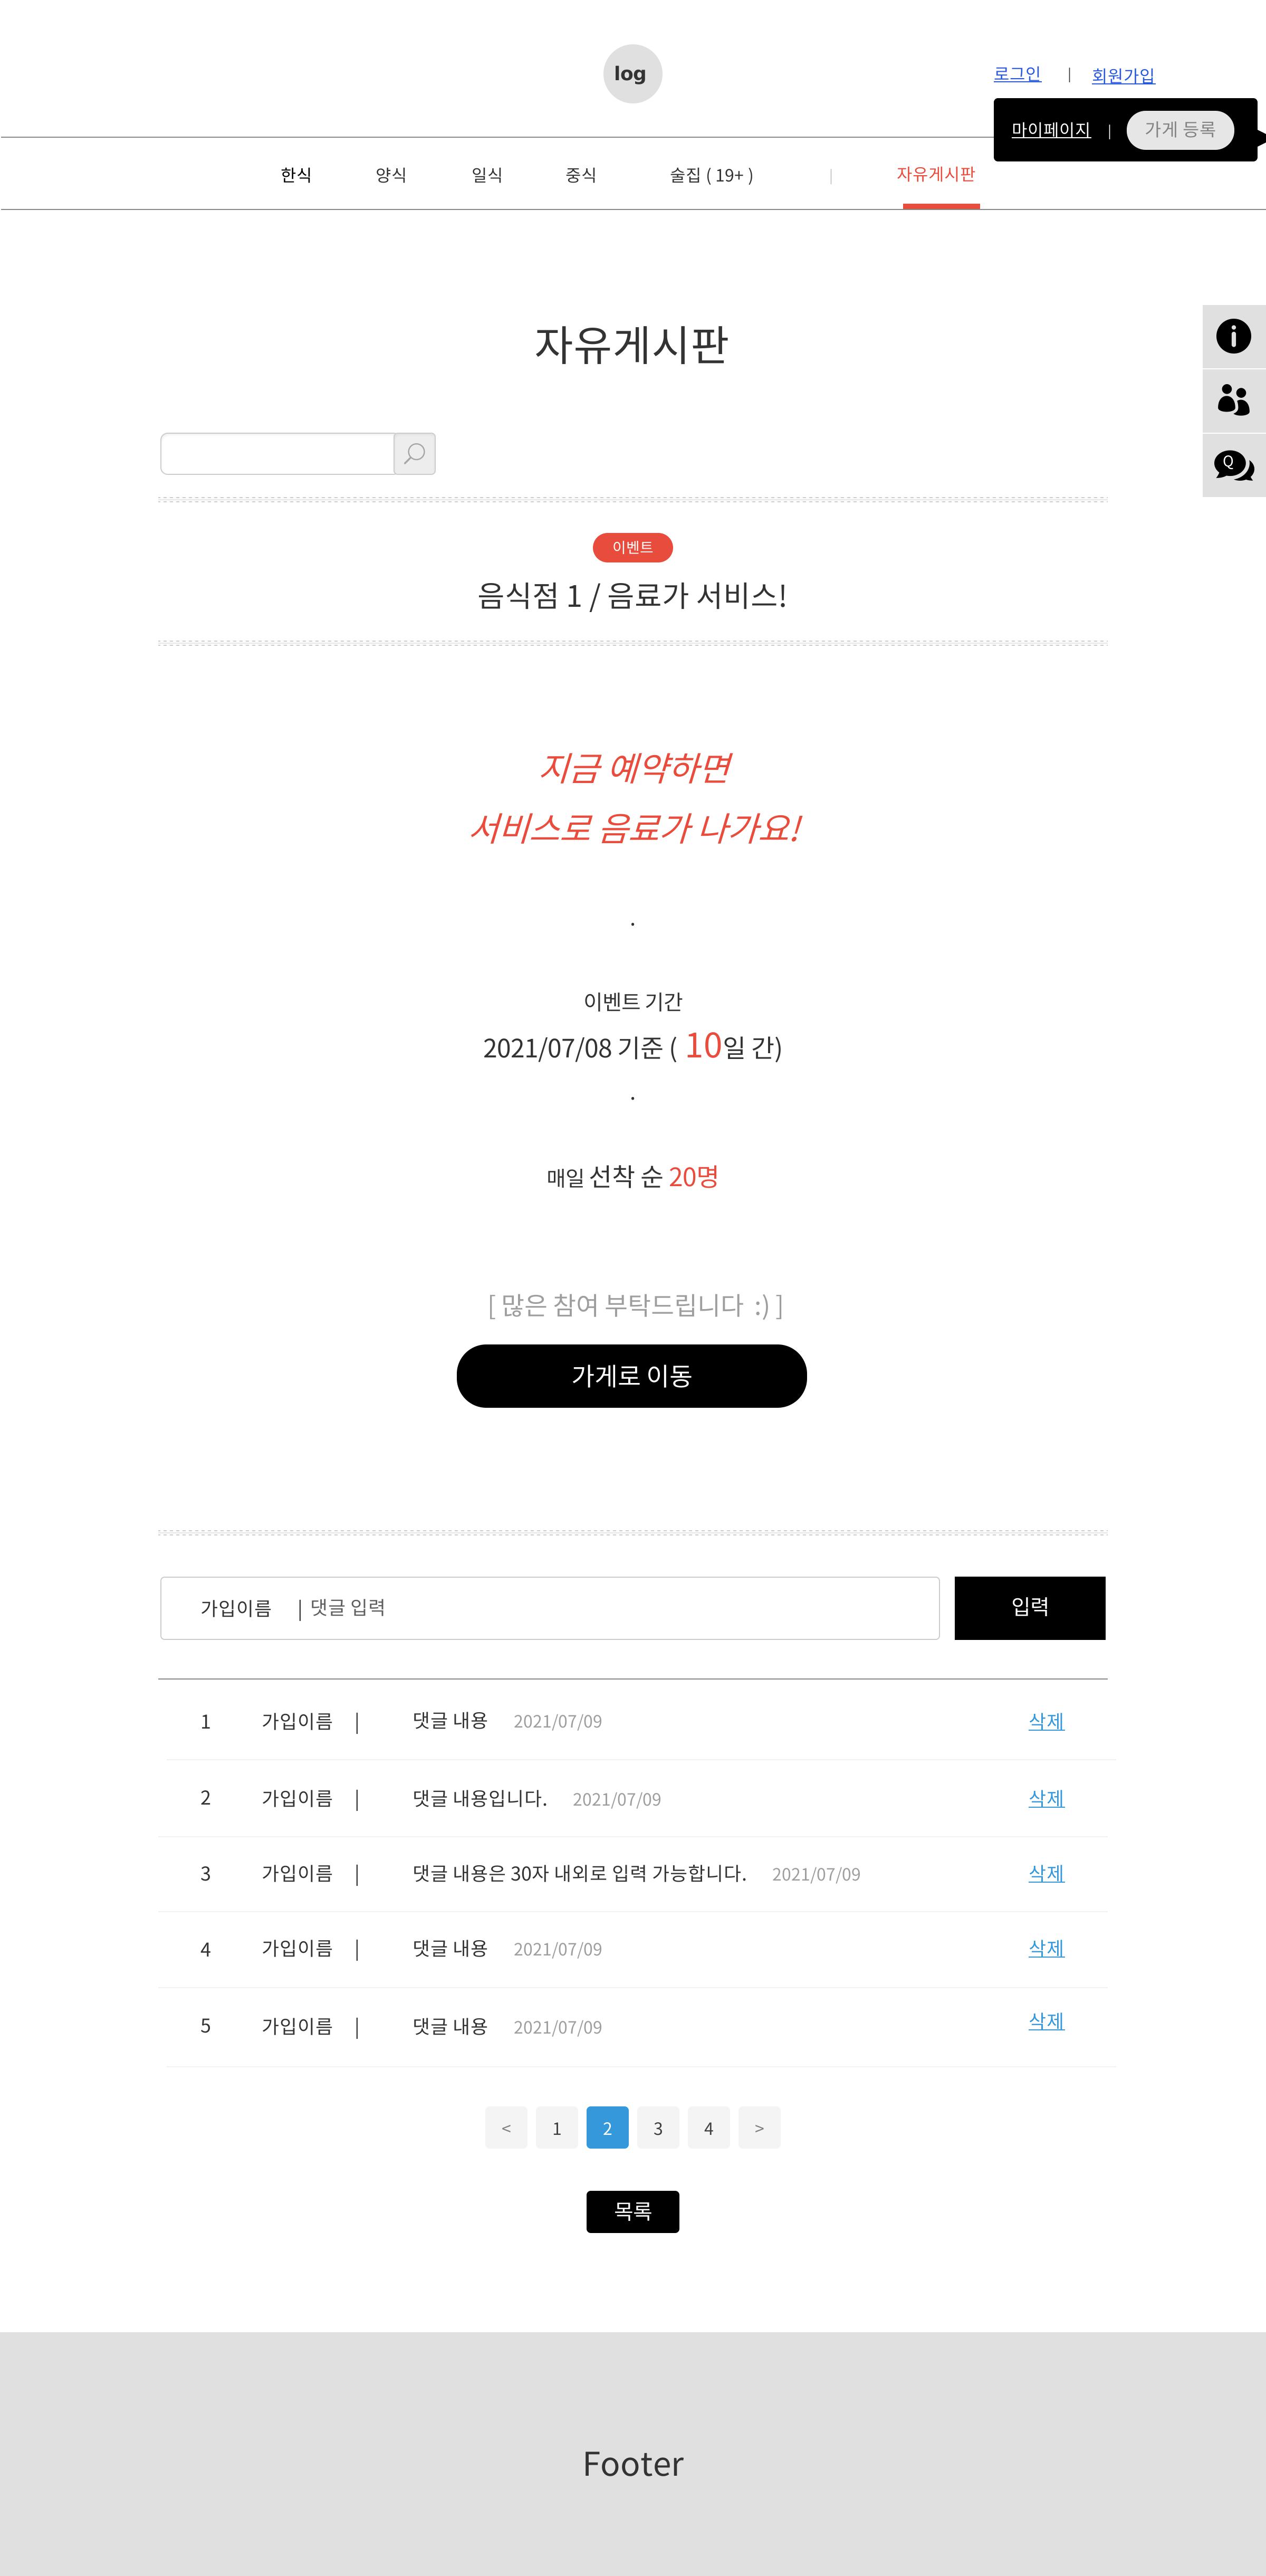 log
로그인 | 회원가입
마이페이지 | 가게 등록
한식 양식 일식 중식 술집 ( 19+ ) | 자유게시판
자유게시판
Q
이벤트
음식점 1 / 음료가 서비스!
지금 예약하면
서비스로 음료가 나가요!
.
이벤트 기간
2021/07/08 기준 ( 10일 간)
.
매일 선착 순 20명
[ 많은 참여 부탁드립니다 :) ]
가게로 이동
가입이름 | 댓글 입력 입력
1 가입이름 | 댓글 내용 2021/07/09 삭제
2 가입이름 | 댓글 내용입니다. 2021/07/09 삭제
3 가입이름 | 댓글 내용은 30자 내외로 입력 가능합니다. 2021/07/09 삭제
4 가입이름 | 댓글 내용 2021/07/09 삭제
5 가입이름 | 댓글 내용 2021/07/09 삭제
< 1 2 3 4 >
목록
Footer